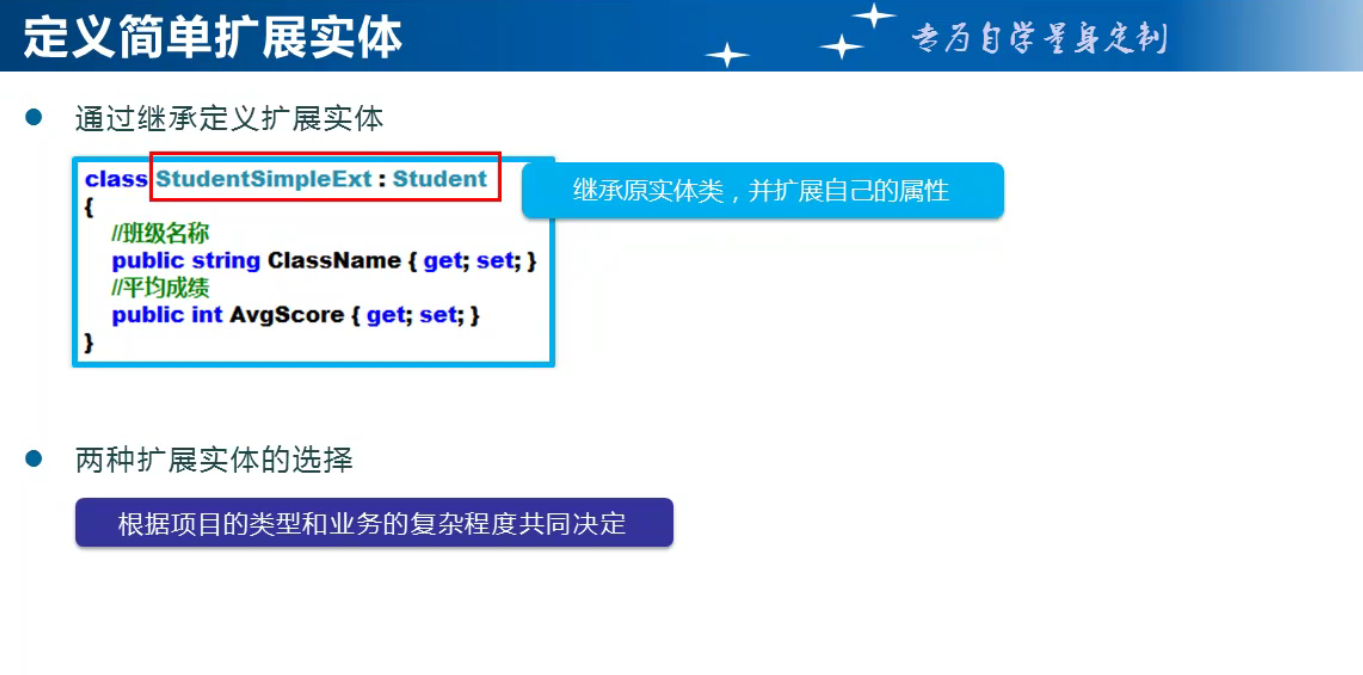 定义简单扩展实体
专为自学量身定制
通过继承定义扩展实体
class StudentSimpleExt : Student
继承原实体类，并扩展自己的属性
{
//班级名称
public string ClassName { get; set; }
//平均成绩
public int AvgScore { get; set; }
}
两种扩展实体的选择
根据项目的类型和业务的复杂程度共同决定